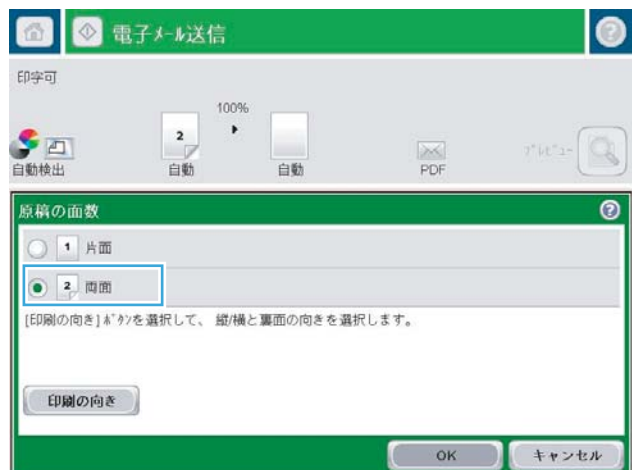 電子メール送信
印字可
100%
2
自動検出
自動
自動
PDF
プレビュー
原稿の面数
1 片面
2 両面
[印刷の向き]ボタンを選択して、 縦/横と裏面の向きを選択します。
印刷の向き
OK
キャンセル